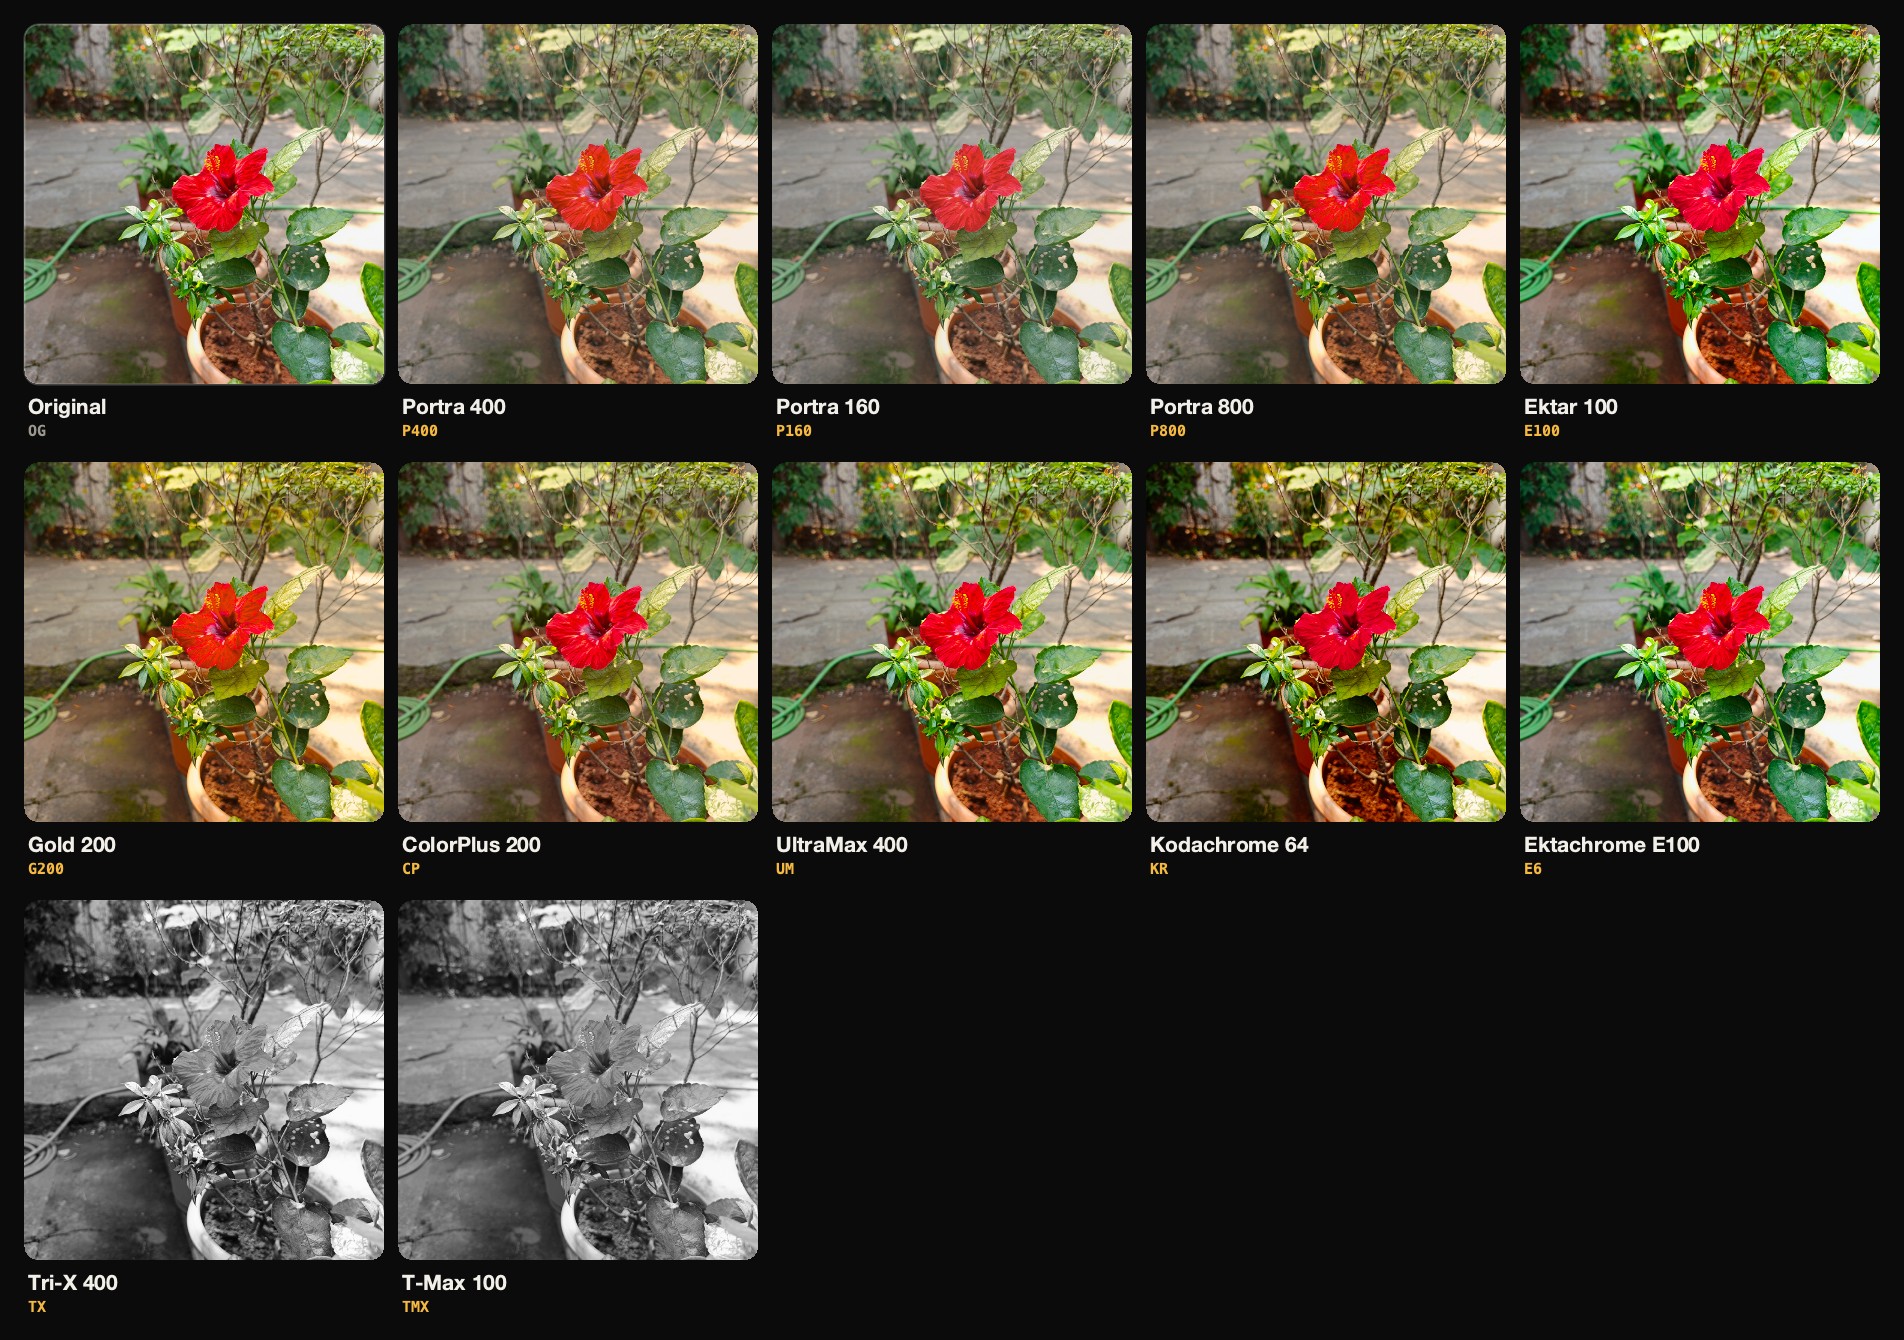 Original
OG
Portra 400
P400
Portra 160
P160
Portra 800
P800
Ektar 100
E100
Gold 200
G200
ColorPlus 200
CP
UltraMax 400
UM
Kodachrome 64
KR
Ektachrome E100
E6
Tri-X 400
TX
T-Max 100
TMX